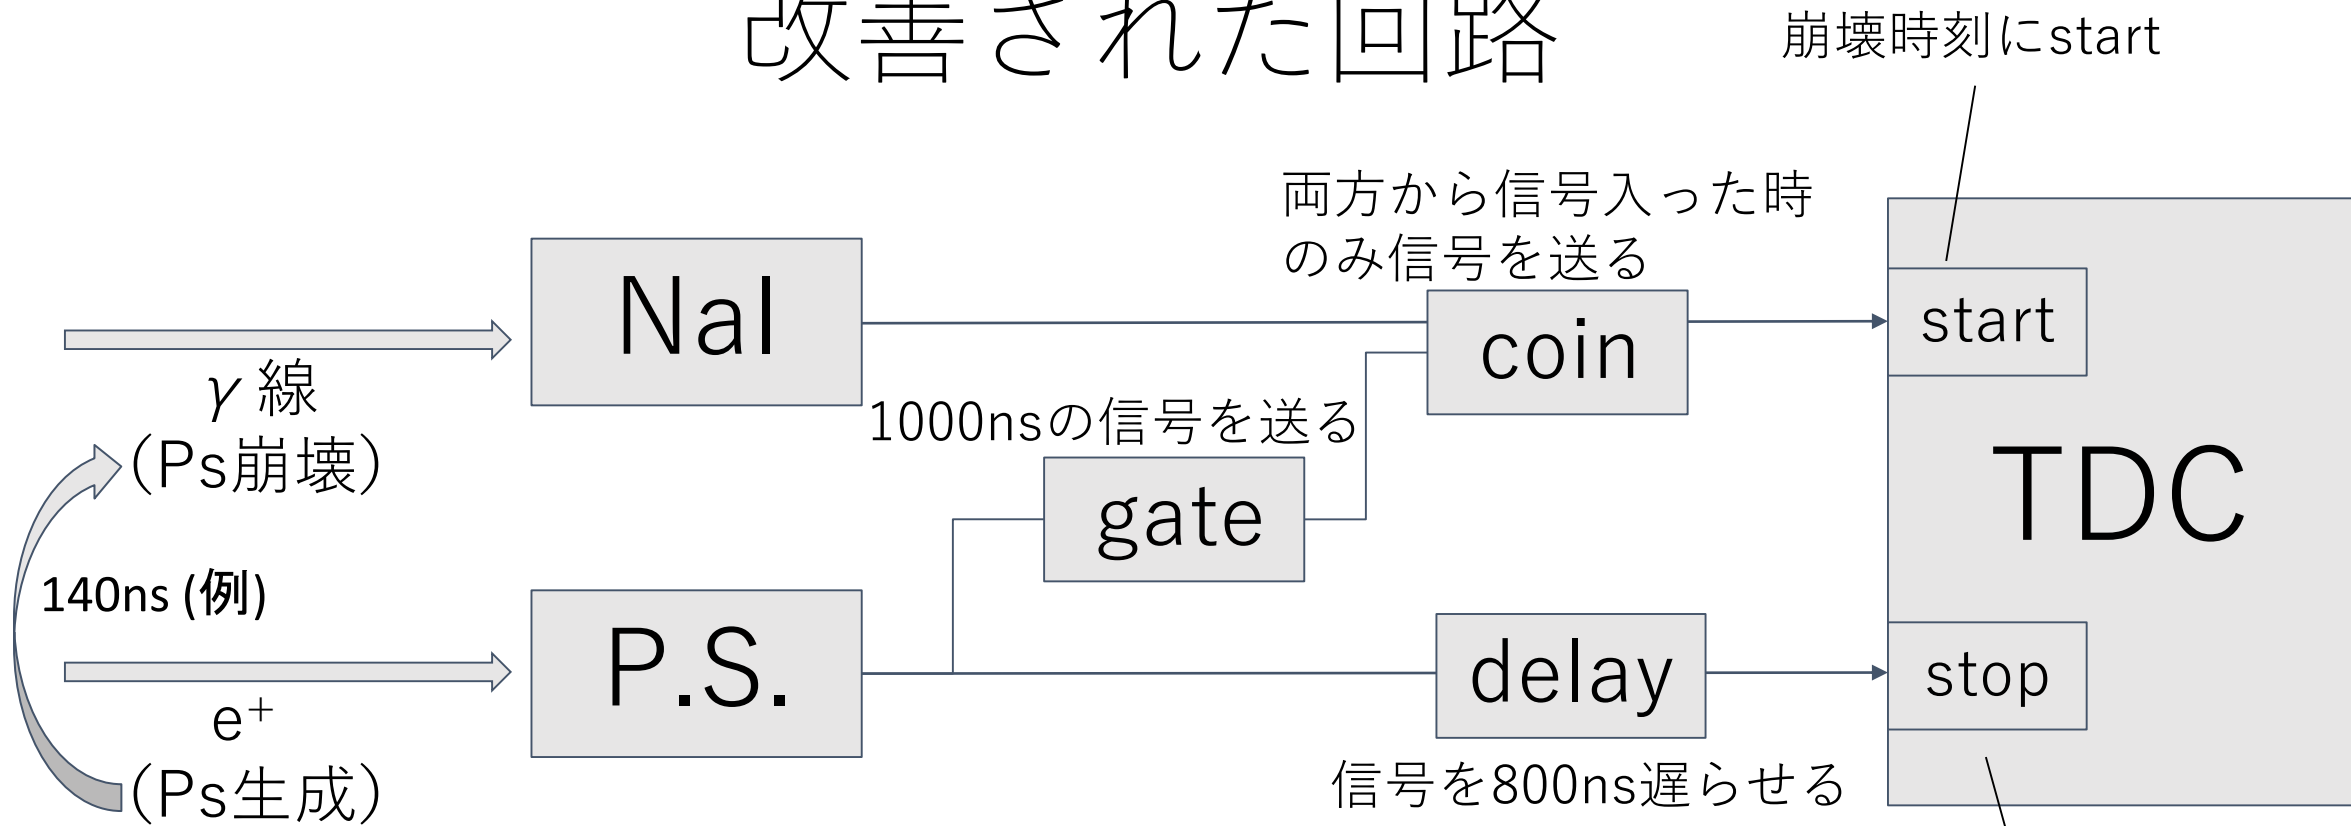 改善された回路
崩壊時刻にstart
両方から信号入った時
のみ信号を送る
NaI
coin
start
γ 線
(Ps崩壊)
1000nsの信号を送る
gate
TDC
140ns (例)
P.S.
delay
stop
e⁺
(Ps生成)
信号を800ns遅らせる